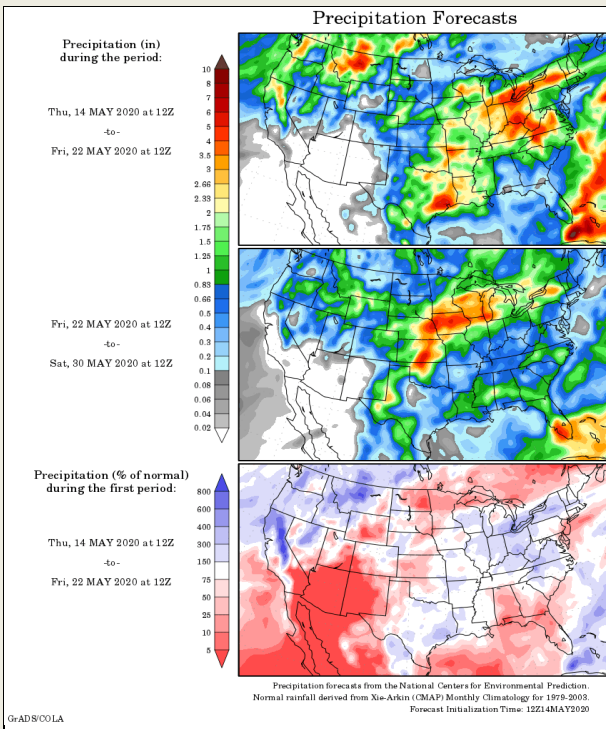 Precipitation Forecasts
Precipitation (in)
during the period:
Thu, 14 MAY 2020 at 12Z
-to-
Fri, 22 MAY 2020 at 12Z
10
8
7
6
5
4
3.5
3
2.66
2.33
2
1.75
1.5
1.25
1
0.83
0.66
0.5
0.4
0.3
0.2
0.1
0.08
0.06
0.04
0.02
Fri, 22 MAY 2020 at 12Z
-to-
Sat, 30 MAY 2020 at 12Z
Precipitation (% of normal)
during the first period:
Thu, 14 MAY 2020 at 12Z
-to-
Fri, 22 MAY 2020 at 12Z
800
600
400
300
150
75
50
25
10
5
Precipitation forecasts from the National Centers for Environmental Prediction.
Normal rainfall derived from Xie-Arkin (CMAP) Monthly Climatology for 1979-2003.
Forecast Initialization Time: 12Z14MAY2020
GrADS/COLA